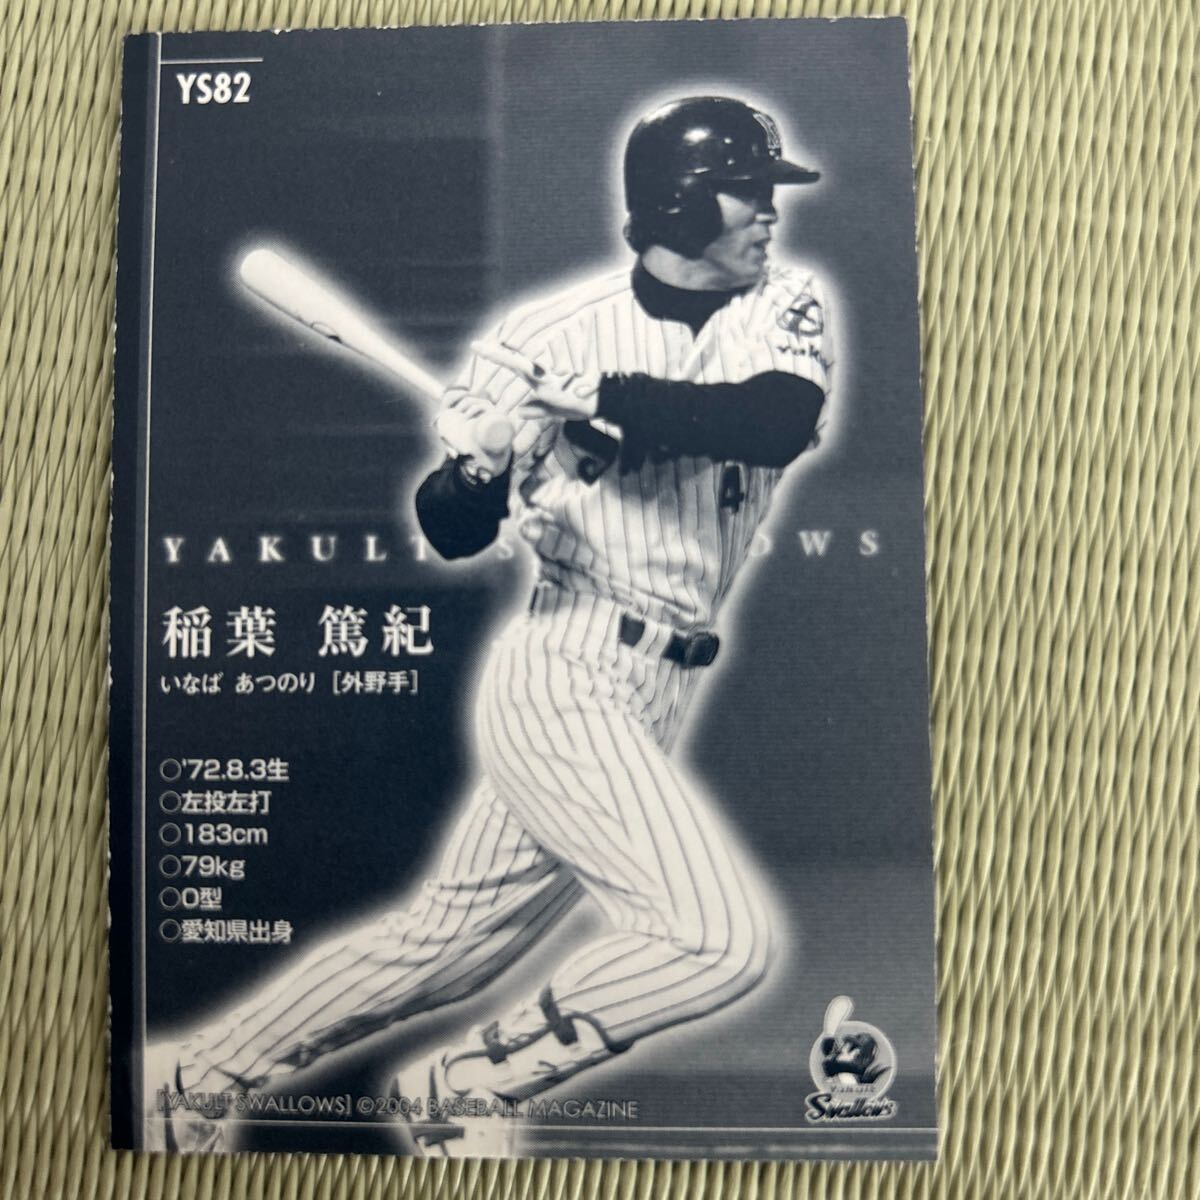 YS82
4
YAKULT S OWS
稲葉 篤紀
いなば あつのり [外野手]
○'72.8.3生
○左投左打
○183cm
○79kg
○O型
○愛知県出身
[YAKULT SWALLOWS] ©2004 BASEBALL MAGAZINE
Swallows